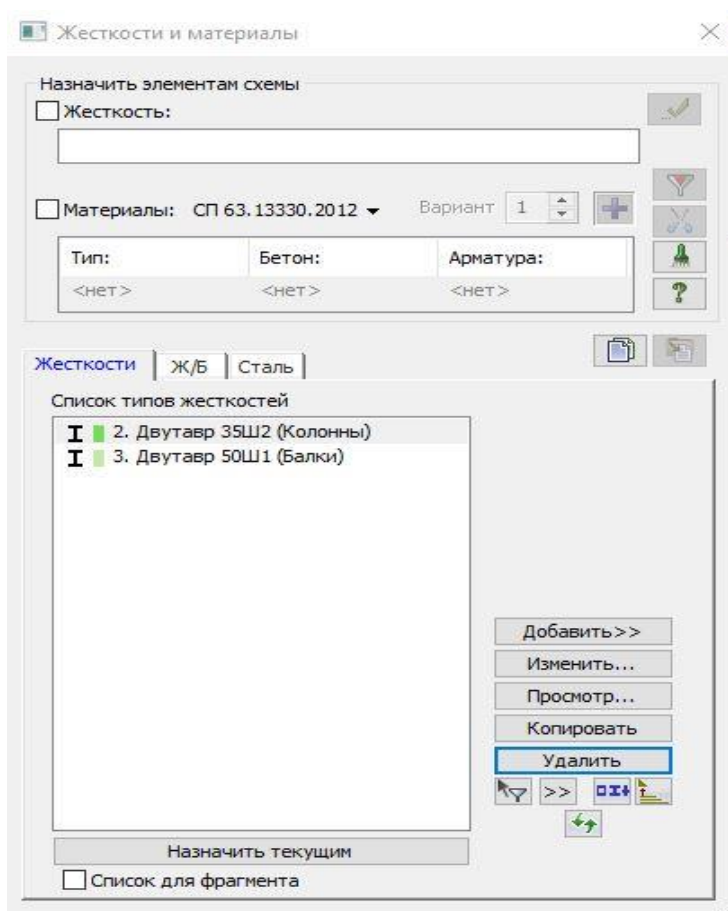 Жесткости и материалы
Назначить элементам схемы
Жесткость:
Материалы: СП 63.13330.2012 Вариант 1
Тип: Бетон: Арматура:
<нет> <нет> <нет>
Жесткости Ж/Б Сталь
Список типов жесткостей
2. Двутавр 35Ш2 (Колонны)
3. Двутавр 50Ш1 (Балки)
Добавить>>
Изменить...
Просмотр...
Копировать
Удалить
>>
Назначить текущим
Список для фрагмента